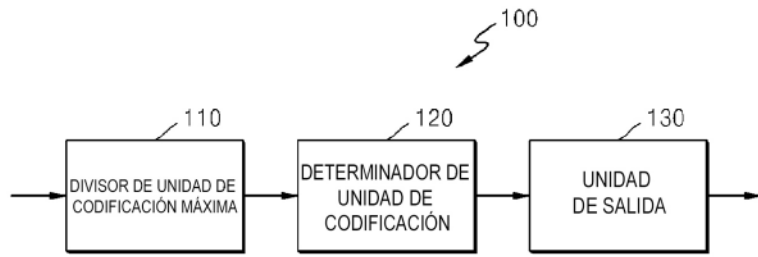 100
110
120
130
DIVISOR DE UNIDAD DE
CODIFICACIÓN MÁXIMA
DETERMINADOR DE
UNIDAD DE
CODIFICACIÓN
UNIDAD
DE SALIDA